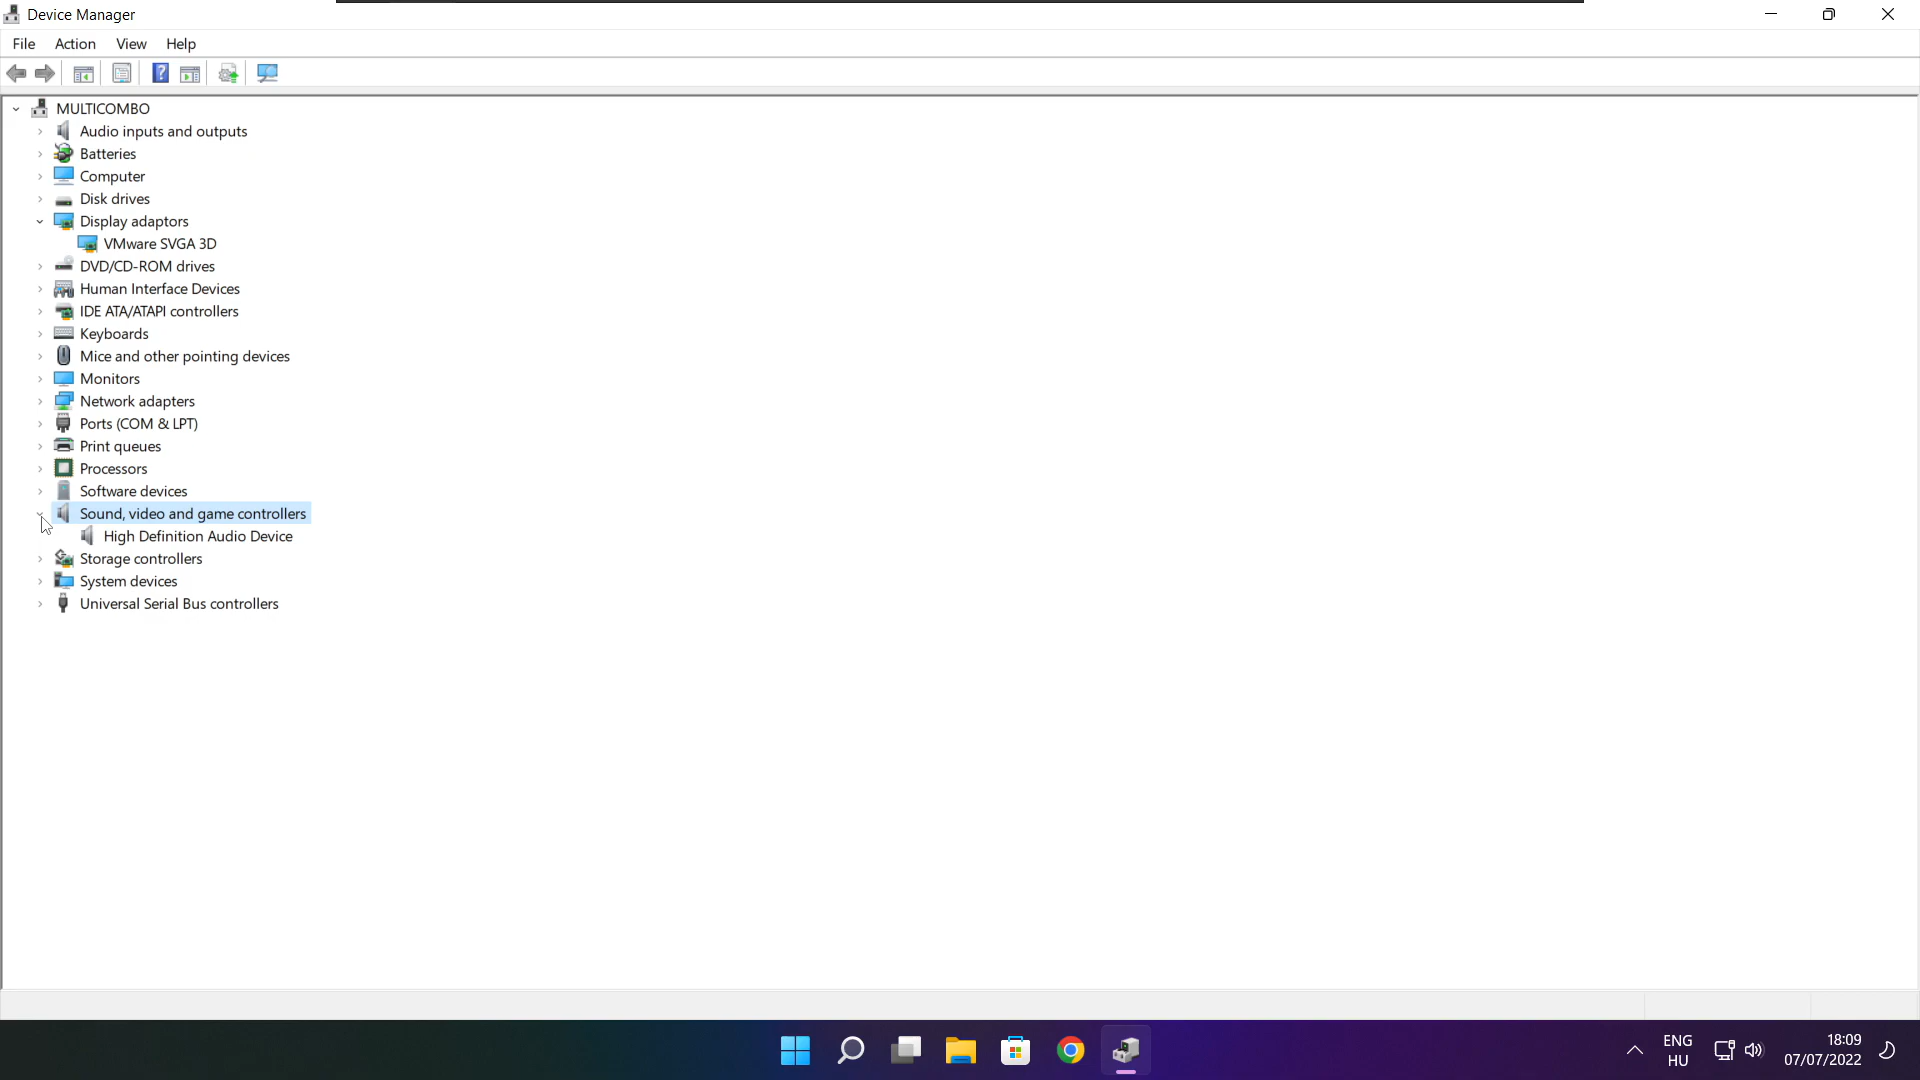 Device Manager
File Action View Help
MULTICOMBO
Audio inputs and outputs
Batteries
Computer
Disk drives
Display adaptors
VMware SVGA 3D
DVD/CD-ROM drives
Human Interface Devices
IDE ATA/ATAPI controllers
Keyboards
Mice and other pointing devices
Monitors
Network adapters
Ports (COM & LPT)
Print queues
Processors
Software devices
Sound, video and game controllers
High Definition Audio Device
Storage controllers
System devices
Universal Serial Bus controllers
ENG 18:09
HU 07/07/2022